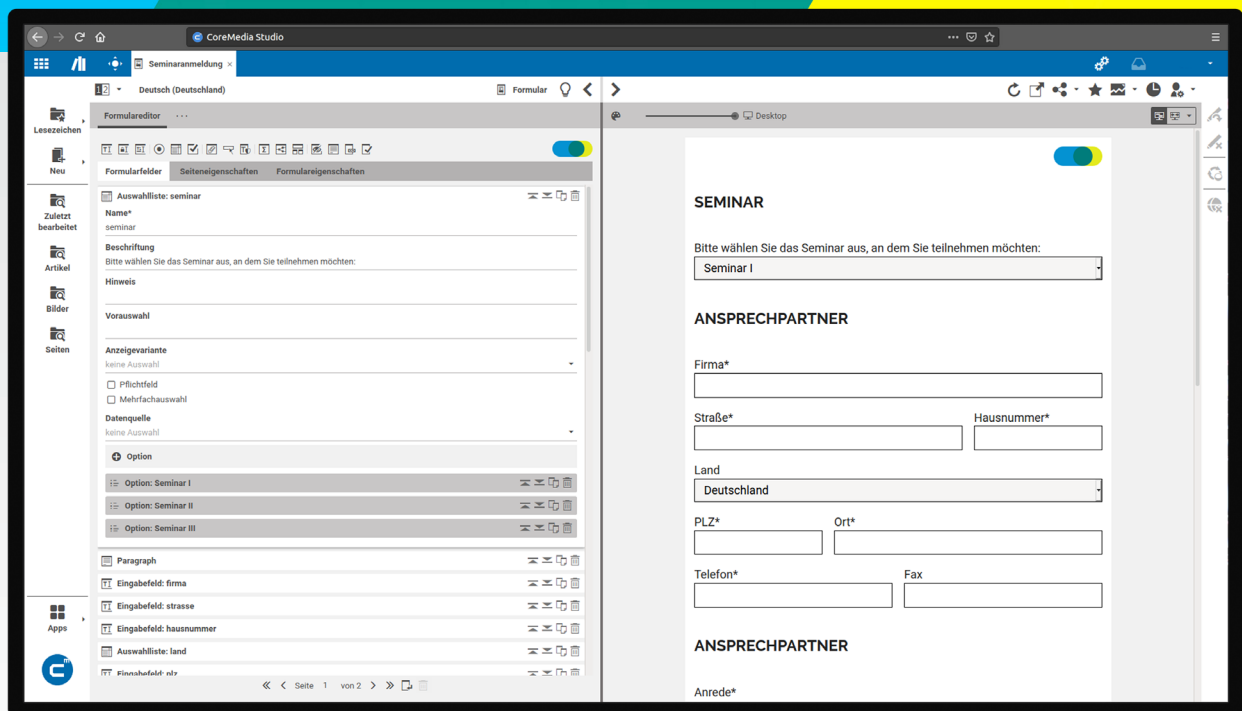 CoreMedia Studio
Seminaranmeldung ×
Deutsch (Deutschland)
Formular
Lesezeichen
Neu
Zuletzt bearbeitet
Artikel
Bilder
Seiten
Apps
Formulareditor ...
Formularfelder Seiteneigenschaften Formulareigenschaften
Auswahlliste: seminar
Name*
seminar
Beschriftung
Bitte wählen Sie das Seminar aus, an dem Sie teilnehmen möchten:
Hinweis
Vorauswahl
Anzeigevariante
keine Auswahl
Pflichtfeld
Mehrfachauswahl
Datenquelle
keine Auswahl
Option
Option: Seminar I
Option: Seminar II
Option: Seminar III
Paragraph
Eingabefeld: firma
Eingabefeld: strasse
Eingabefeld: hausnummer
Auswahlliste: land
Eingabefeld: plz
Seite 1 von 2
Desktop
SEMINAR
Bitte wählen Sie das Seminar aus, an dem Sie teilnehmen möchten:
Seminar I
ANSPRECHPARTNER
Firma*
Straße* Hausnummer*
Land
Deutschland
PLZ* Ort*
Telefon* Fax
ANSPRECHPARTNER
Anrede*